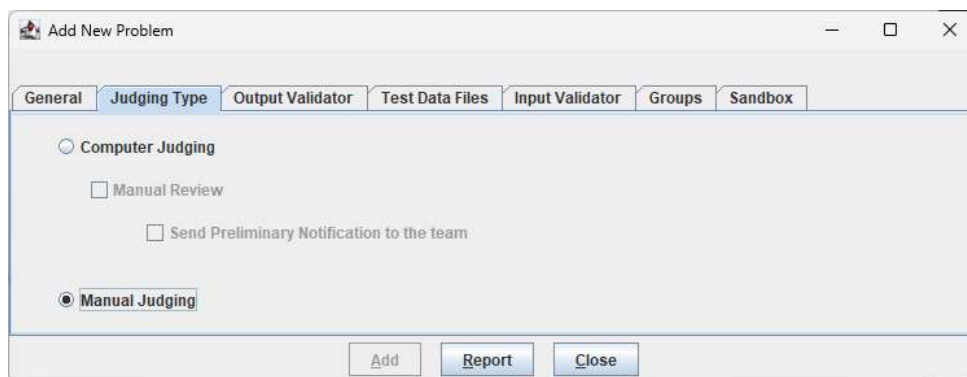 Add New Problem
General Judging Type Output Validator Test Data Files Input Validator Groups Sandbox
Computer Judging
Manual Review
Send Preliminary Notification to the team
Manual Judging
Add Report Close